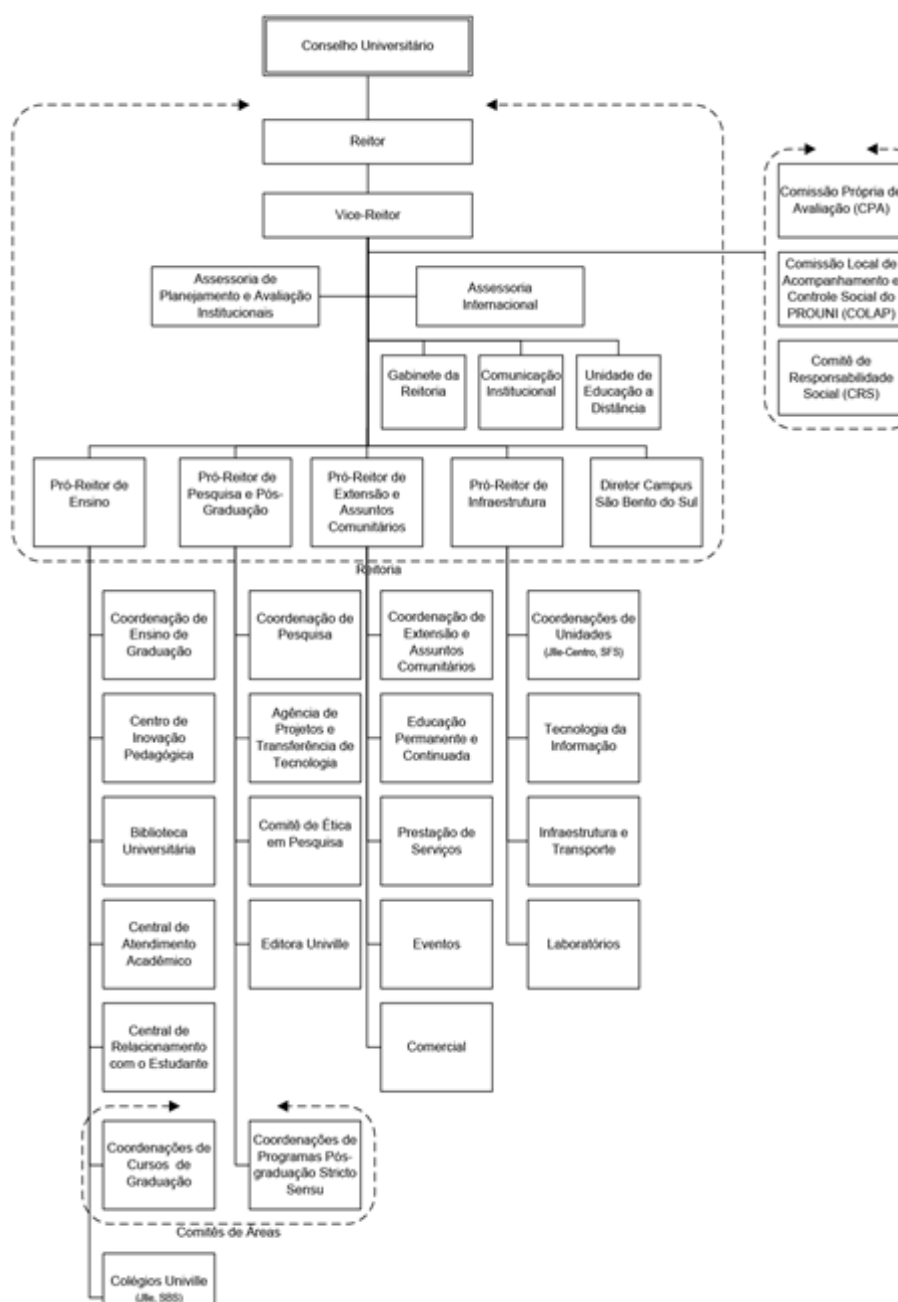 Conselho Universitário
Reitor
Vice-Reitor
Comissão Própria de
Avaliação (CPA)
Comissão Local de
Acompanhamento e
Controle Social do
PROUNI (COLAP)
Comitê de
Responsabilidade
Social (CRS)
Assessoria de
Planejamento e Avaliação
Institucionais
Assessoria
Internacional
Gabinete da
Reitoria
Comunicação
Institucional
Unidade de
Educação a
Distância
Pró-Reitor de
Ensino
Pró-Reitor de
Pesquisa e Pós-
Graduação
Pró-Reitor de
Extensão e
Assuntos
Comunitários
Pró-Reitor de
Infraestrutura
Diretor Campus
São Bento do Sul
Reitoria
Coordenação de
Ensino de
Graduação
Centro de
Inovação
Pedagógica
Biblioteca
Universitária
Central de
Atendimento
Acadêmico
Central de
Relacionamento
com o Estudante
Coordenações de
Cursos de
Graduação
Colégios Univille
(Jlle, SBS)
Coordenação de
Pesquisa
Agência de
Projetos e
Transferência de
Tecnologia
Comitê de Ética
em Pesquisa
Editora Univille
Coordenações de
Programas Pós-
graduação Stricto
Sensu
Comitês de Áreas
Coordenação de
Extensão e
Assuntos
Comunitários
Educação
Permanente e
Continuada
Prestação de
Serviços
Eventos
Comercial
Coordenações de
Unidades
(Jlle-Centro, SFS)
Tecnologia da
Informação
Infraestrutura e
Transporte
Laboratórios